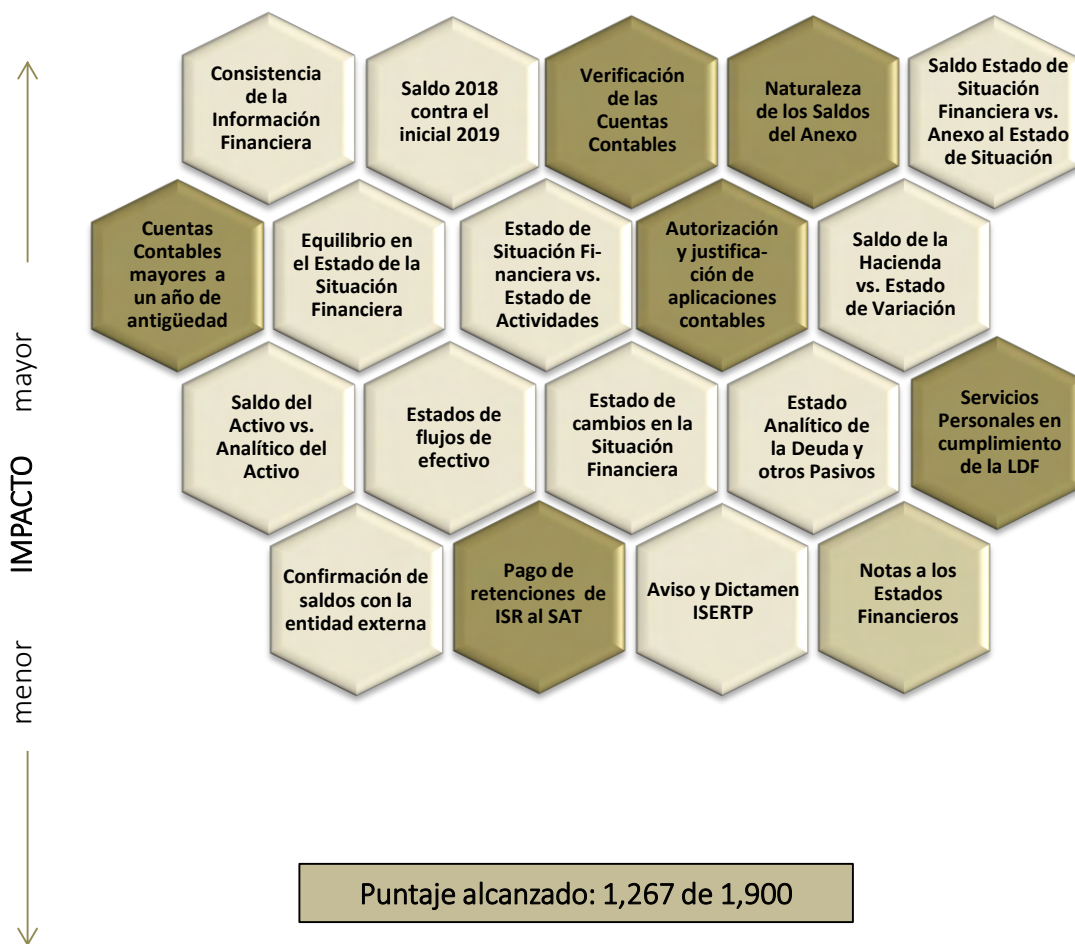 Consistencia
de la
Información
Financiera
Saldo 2018
contra el
inicial 2019
Verificación
de las
Cuentas
Contables
Naturaleza
de los Saldos
del Anexo
Saldo Estado de
Situación
Financiera vs.
Anexo al Estado
de Situación
Cuentas
Contables
mayores a
un año de
antigüedad
Equilibrio en
el Estado de la
Situación
Financiera
Estado de
Situación Fi-
nanciera vs.
Estado de
Actividades
Autorización
y justifica-
ción de
aplicaciones
contables
Saldo de la
Hacienda
vs. Estado
de Variación
Saldo del
Activo vs.
Analítico del
Activo
Estados de
flujos de
efectivo
Estado de
cambios en la
Situación
Financiera
Estado
Analítico de
la Deuda y
otros Pasivos
Servicios
Personales en
cumplimiento
de la LDF
Confirmación de
saldos con la
entidad externa
Pago de
retenciones de
ISR al SAT
Aviso y Dictamen
ISERTP
Notas a los
Estados
Financieros
menor IMPACTO mayor
Puntaje alcanzado: 1,267 de 1,900